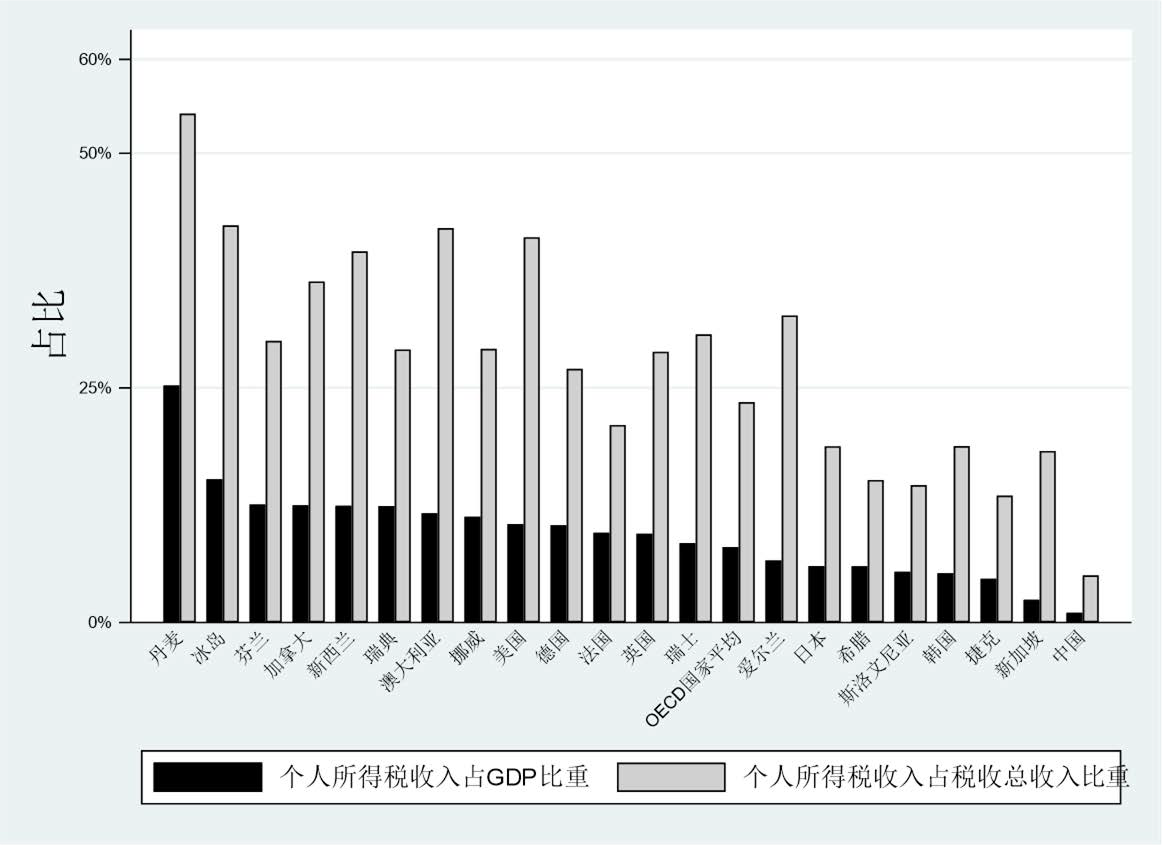 占比
60%
50%
25%
0%
丹麦
冰岛
芬兰
加拿大
新西兰
瑞典
澳大利亚
挪威
美国
德国
法国
英国
瑞士
OECD国家平均
爱尔兰
日本
希腊
斯洛文尼亚
韩国
捷克
新加坡
中国
个人所得税收入占GDP比重
个人所得税收入占税收总收入比重